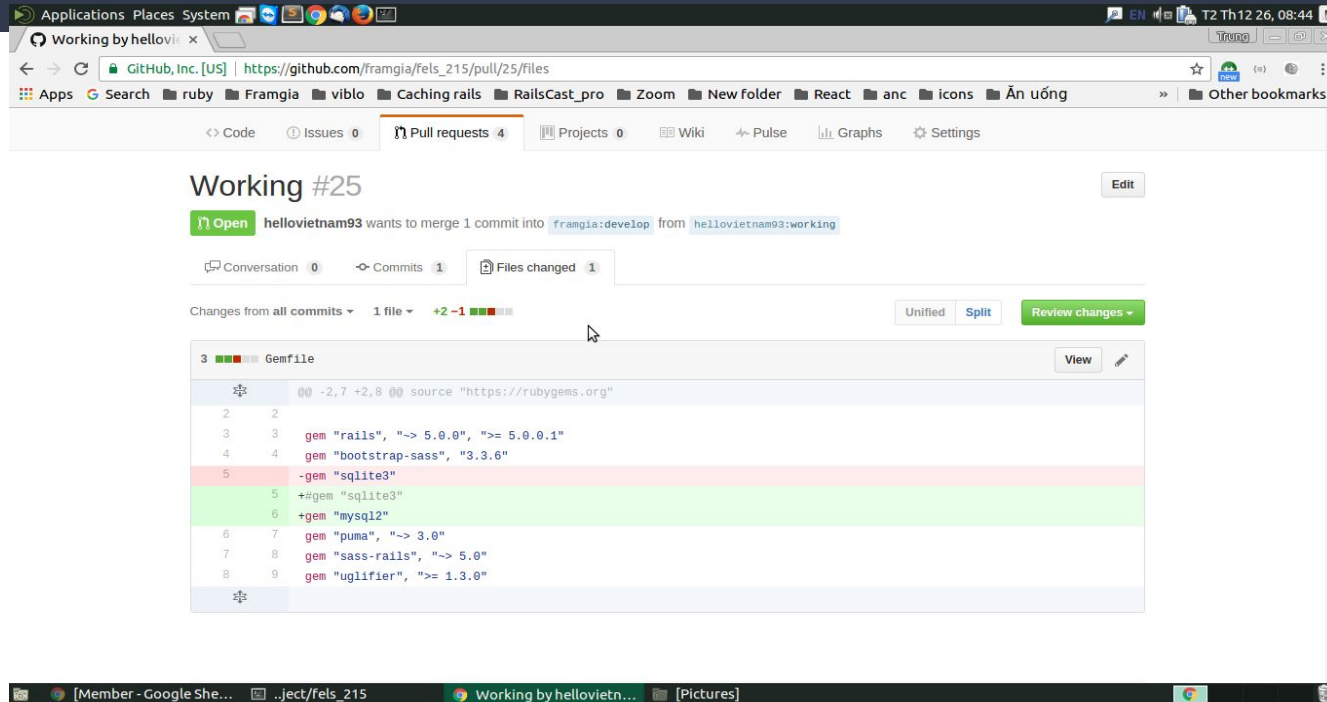 Applications Places System EN T2 Th12 26, 08:44
Working by hellovie Trung
GitHub, Inc. [US] https://github.com/framgia/fels_215/pull/25/files new
Apps G Search ruby Framgia viblo Caching rails RailsCast_pro Zoom New folder React anc icons Ăn uống » Other bookmarks
<> Code Issues 0 Pull requests 4 Projects 0 Wiki Pulse Graphs Settings
Working #25 Edit
Open hellovietnam93 wants to merge 1 commit into framgia:develop from hellovietnam93:working
Conversation 0 Commits 1 Files changed 1
Changes from all commits 1 file +2 −1 Unified Split Review changes
3 Gemfile View
@@ -2,7 +2,8 @@ source "https://rubygems.org"
2 2
3 3 gem "rails", "~> 5.0.0", ">= 5.0.0.1"
4 4 gem "bootstrap-sass", "3.3.6"
5 -gem "sqlite3"
5 +#gem "sqlite3"
6 +gem "mysql2"
6 7 gem "puma", "~> 3.0"
7 8 gem "sass-rails", "~> 5.0"
8 9 gem "uglifier", ">= 1.3.0"
[Member - Google She... ..ject/fels_215 Working by hellovietn... [Pictures]